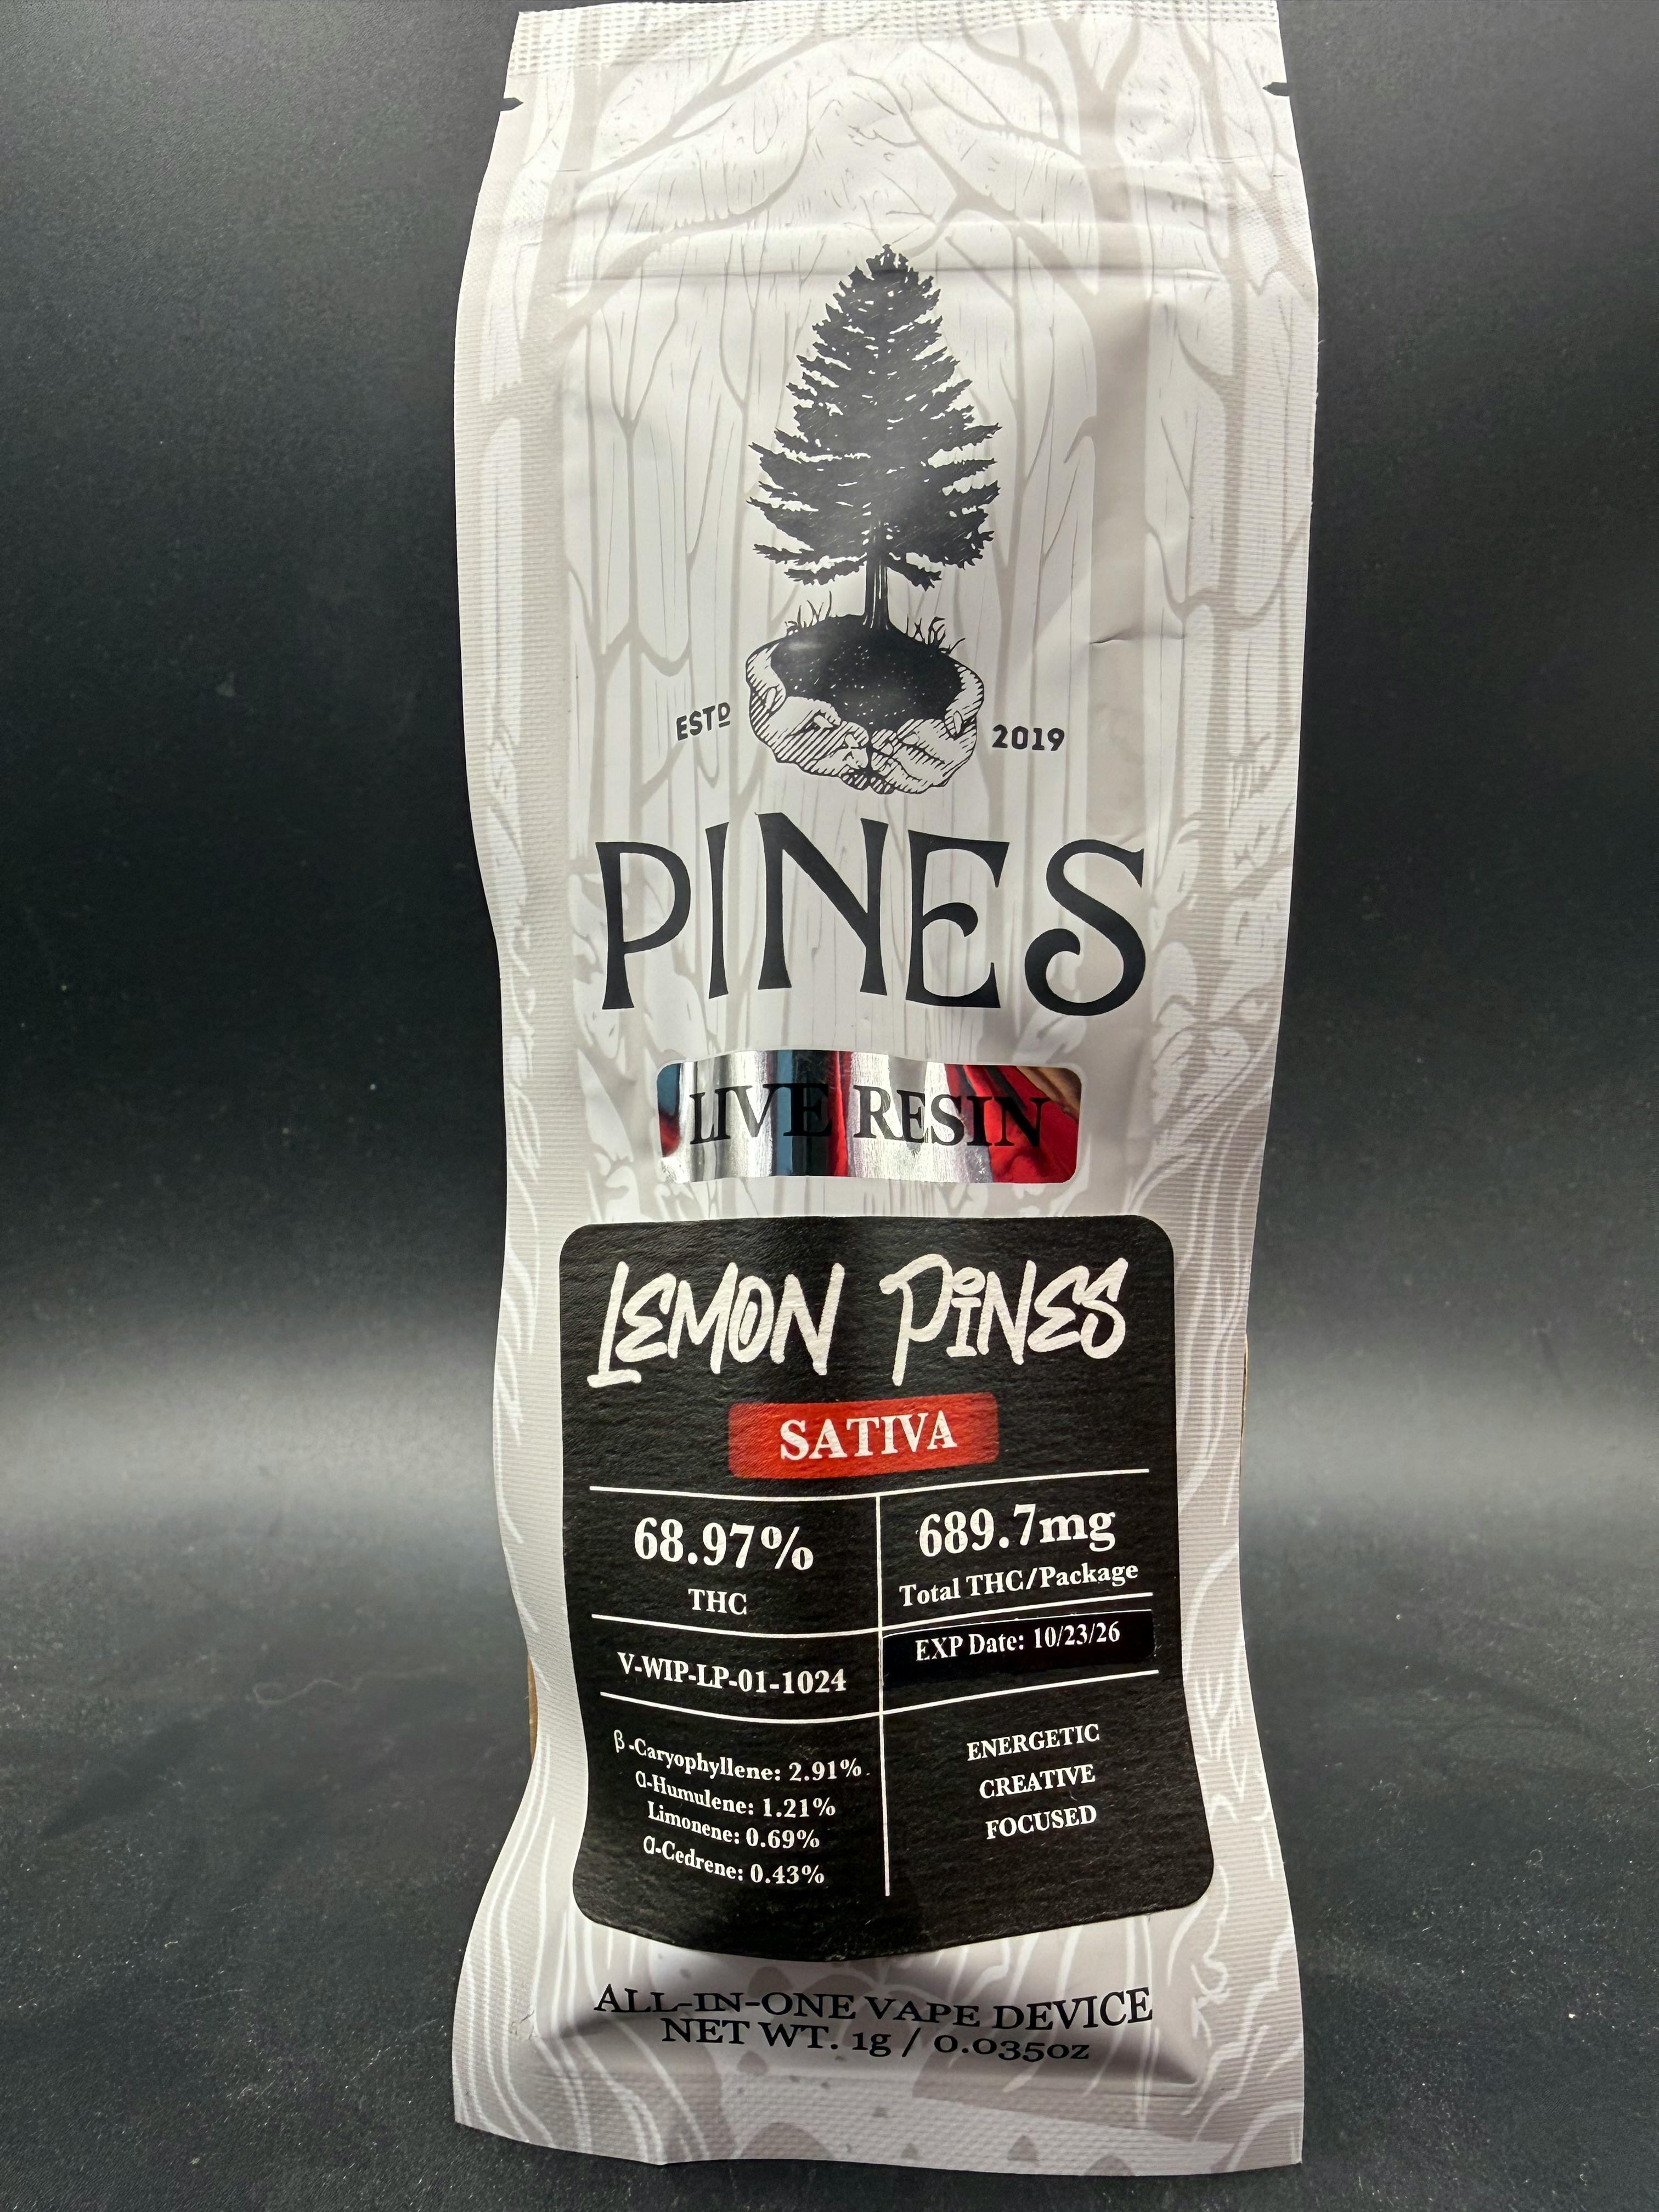 ESTD 2019
PINES
LIVE RESIN
LEMON PINES
SATIVA
68.97%
THC
689.7mg
Total THC/Package
V-WIP-LP-01-1024
EXP Date: 10/23/26
β-Caryophyllene: 2.91%
α-Humulene: 1.21%
Limonene: 0.69%
α-Cedrene: 0.43%
ENERGETIC
CREATIVE
FOCUSED
ALL-IN-ONE VAPE DEVICE
NET WT. 1g / 0.035oz